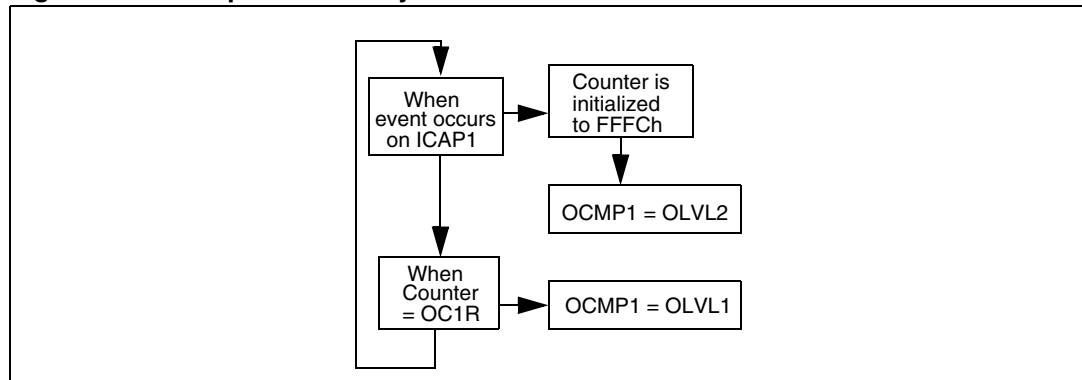 When
event occurs
on ICAP1
Counter is
initialized
to FFFCh
OCMP1 = OLVL2
When
Counter
= OC1R
OCMP1 = OLVL1